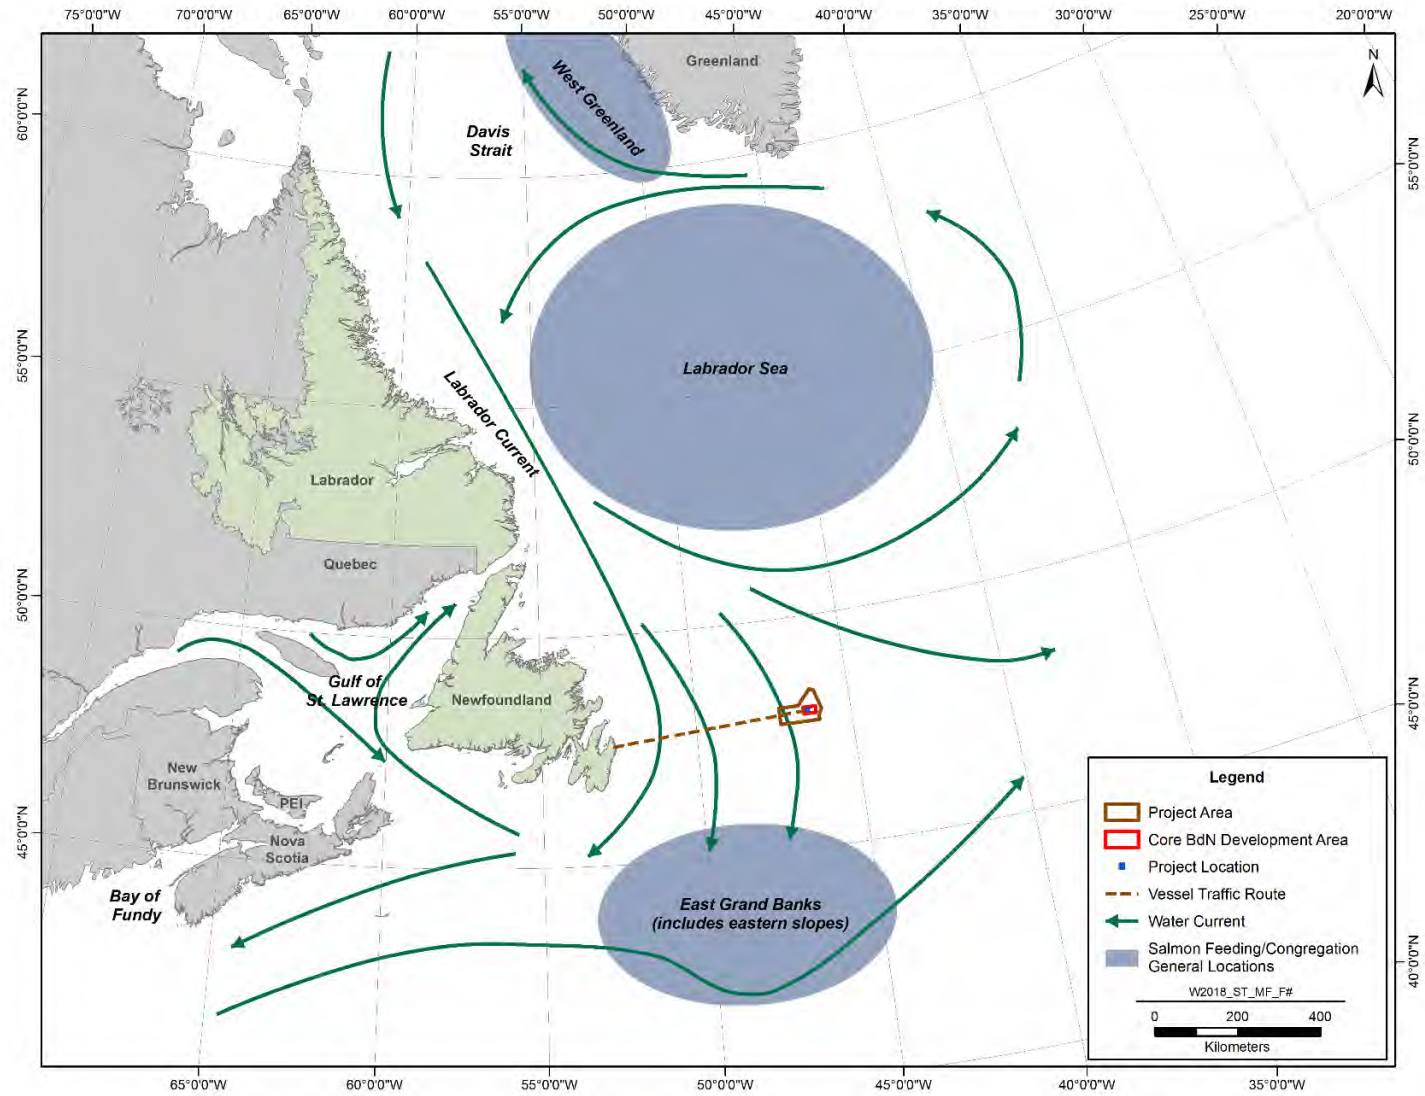 75°0'0"W 70°0'0"W 65°0'0"W 60°0'0"W 55°0'0"W 50°0'0"W 45°0'0"W 40°0'0"W 35°0'0"W 30°0'0"W 25°0'0"W 20°0'0"W
N
Greenland
West Greenland
Davis
Strait
60°0'0"N
55°0'0"N
55°0'0"N
Labrador Sea
Labrador Current
50°0'0"N
Labrador
Quebec
50°0'0"N
Gulf of
St. Lawrence
Newfoundland
45°0'0"N
New
Brunswick
PEI
Nova
Scotia
45°0'0"N
Bay of
Fundy
East Grand Banks
(includes eastern slopes)
40°0'0"N
Legend
Project Area
Core BdN Development Area
Project Location
Vessel Traffic Route
Water Current
Salmon Feeding/Congregation
General Locations
W2018_ST_MF_F#
0 200 400
Kilometers
65°0'0"W 60°0'0"W 55°0'0"W 50°0'0"W 45°0'0"W 40°0'0"W 35°0'0"W